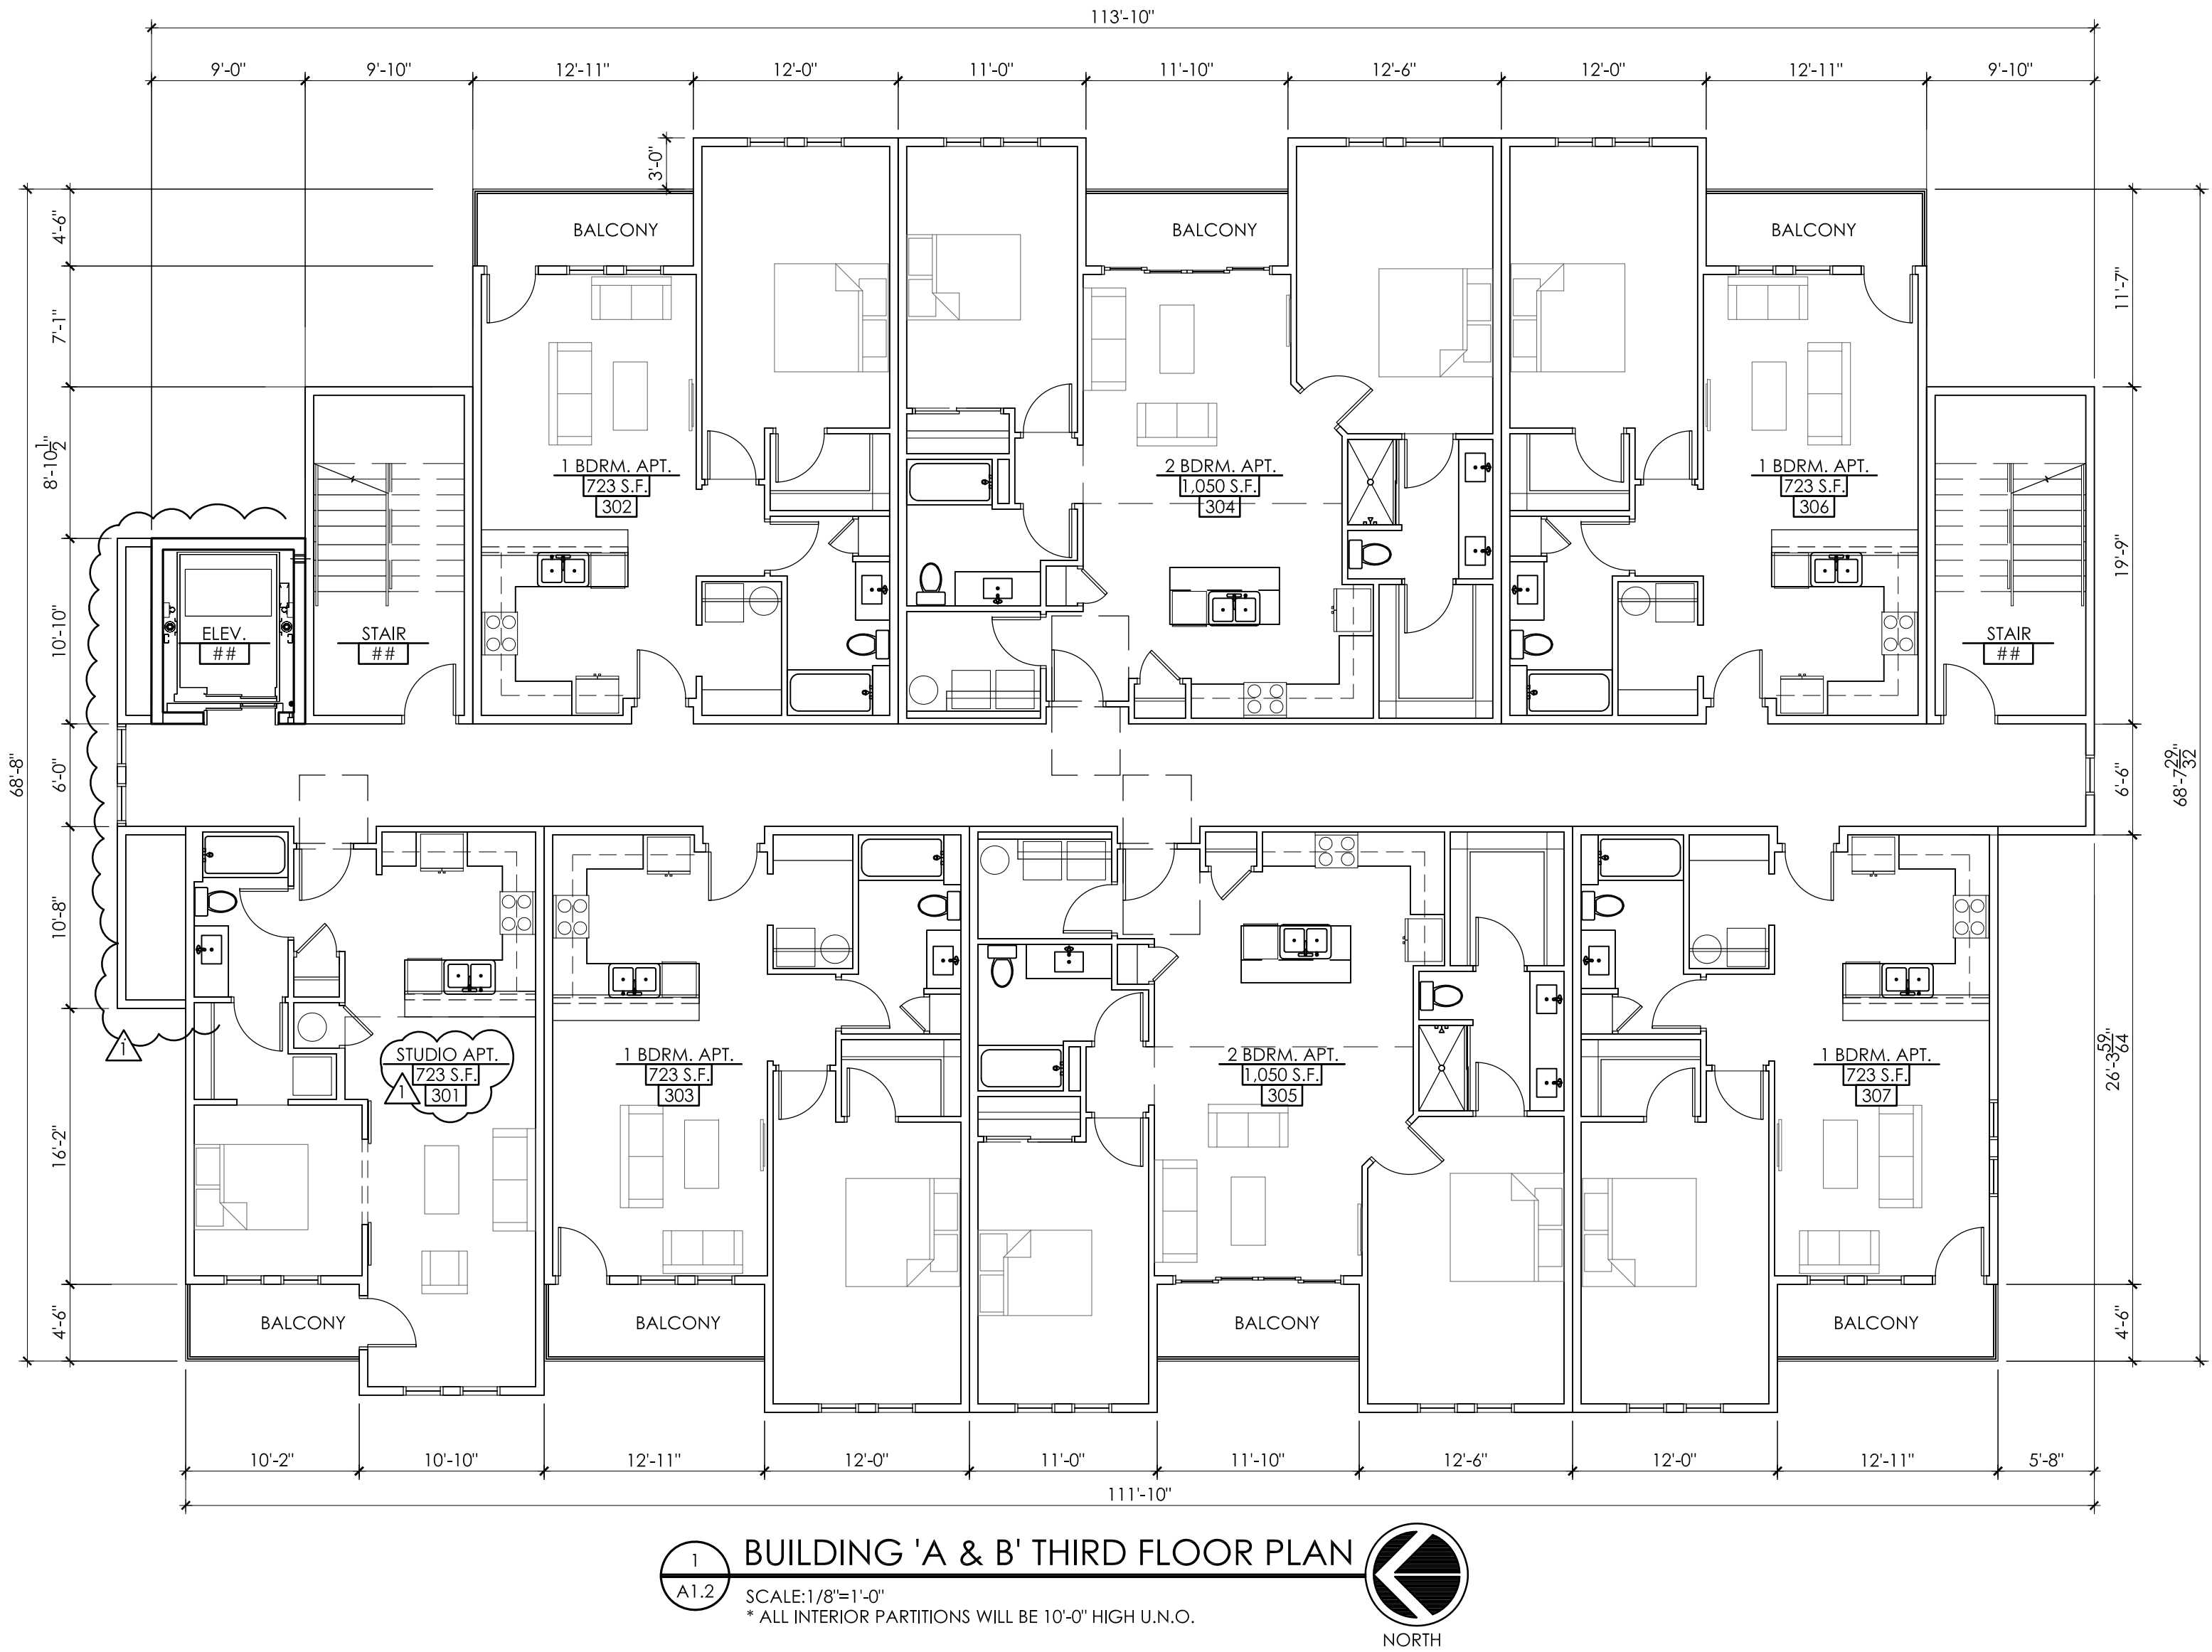 113'-10"
9'-0" 9'-10" 12'-11" 12'-0" 11'-0" 11'-10" 12'-6" 12'-0" 12'-11" 9'-10"
3'-0"
4'-6"
7'-1"
8'-10 1/2"
10'-10"
68'-8"
6'-0"
10'-8"
16'-2"
4'-6"
BALCONY BALCONY BALCONY
1 BDRM. APT.
723 S.F.
302
2 BDRM. APT.
1,050 S.F.
304
1 BDRM. APT.
723 S.F.
306
ELEV.
##
STAIR
##
STAIR
##
11'-7"
19'-9"
6'-6"
68'-7 29/32"
26'-3 59/64"
4'-6"
1
STUDIO APT.
723 S.F.
1
301
1 BDRM. APT.
723 S.F.
303
2 BDRM. APT.
1,050 S.F.
305
1 BDRM. APT.
723 S.F.
307
BALCONY BALCONY BALCONY BALCONY
10'-2" 10'-10" 12'-11" 12'-0" 11'-0" 11'-10" 12'-6" 12'-0" 12'-11" 5'-8"
111'-10"
1
A1.2
BUILDING 'A & B' THIRD FLOOR PLAN
SCALE:1/8"=1'-0"
* ALL INTERIOR PARTITIONS WILL BE 10'-0" HIGH U.N.O.
NORTH